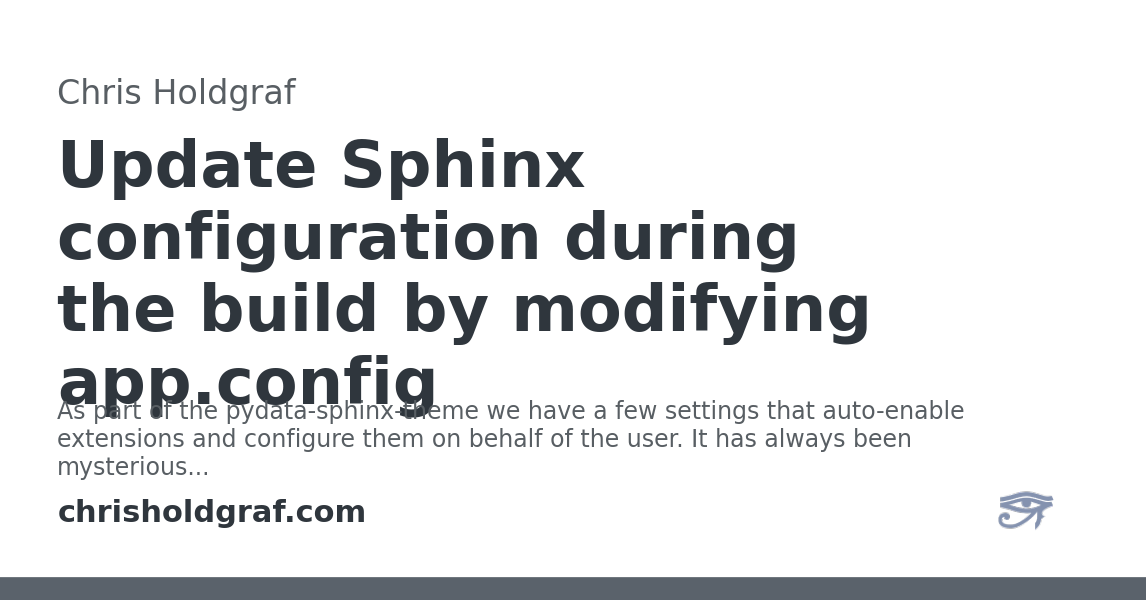 Chris Holdgraf
Update Sphinx
configuration during
the build by modifying
app.config
As part of the pydata-sphinx-theme we have a few settings that auto-enable
extensions and configure them on behalf of the user. It has always been
mysterious...
chrisholdgraf.com